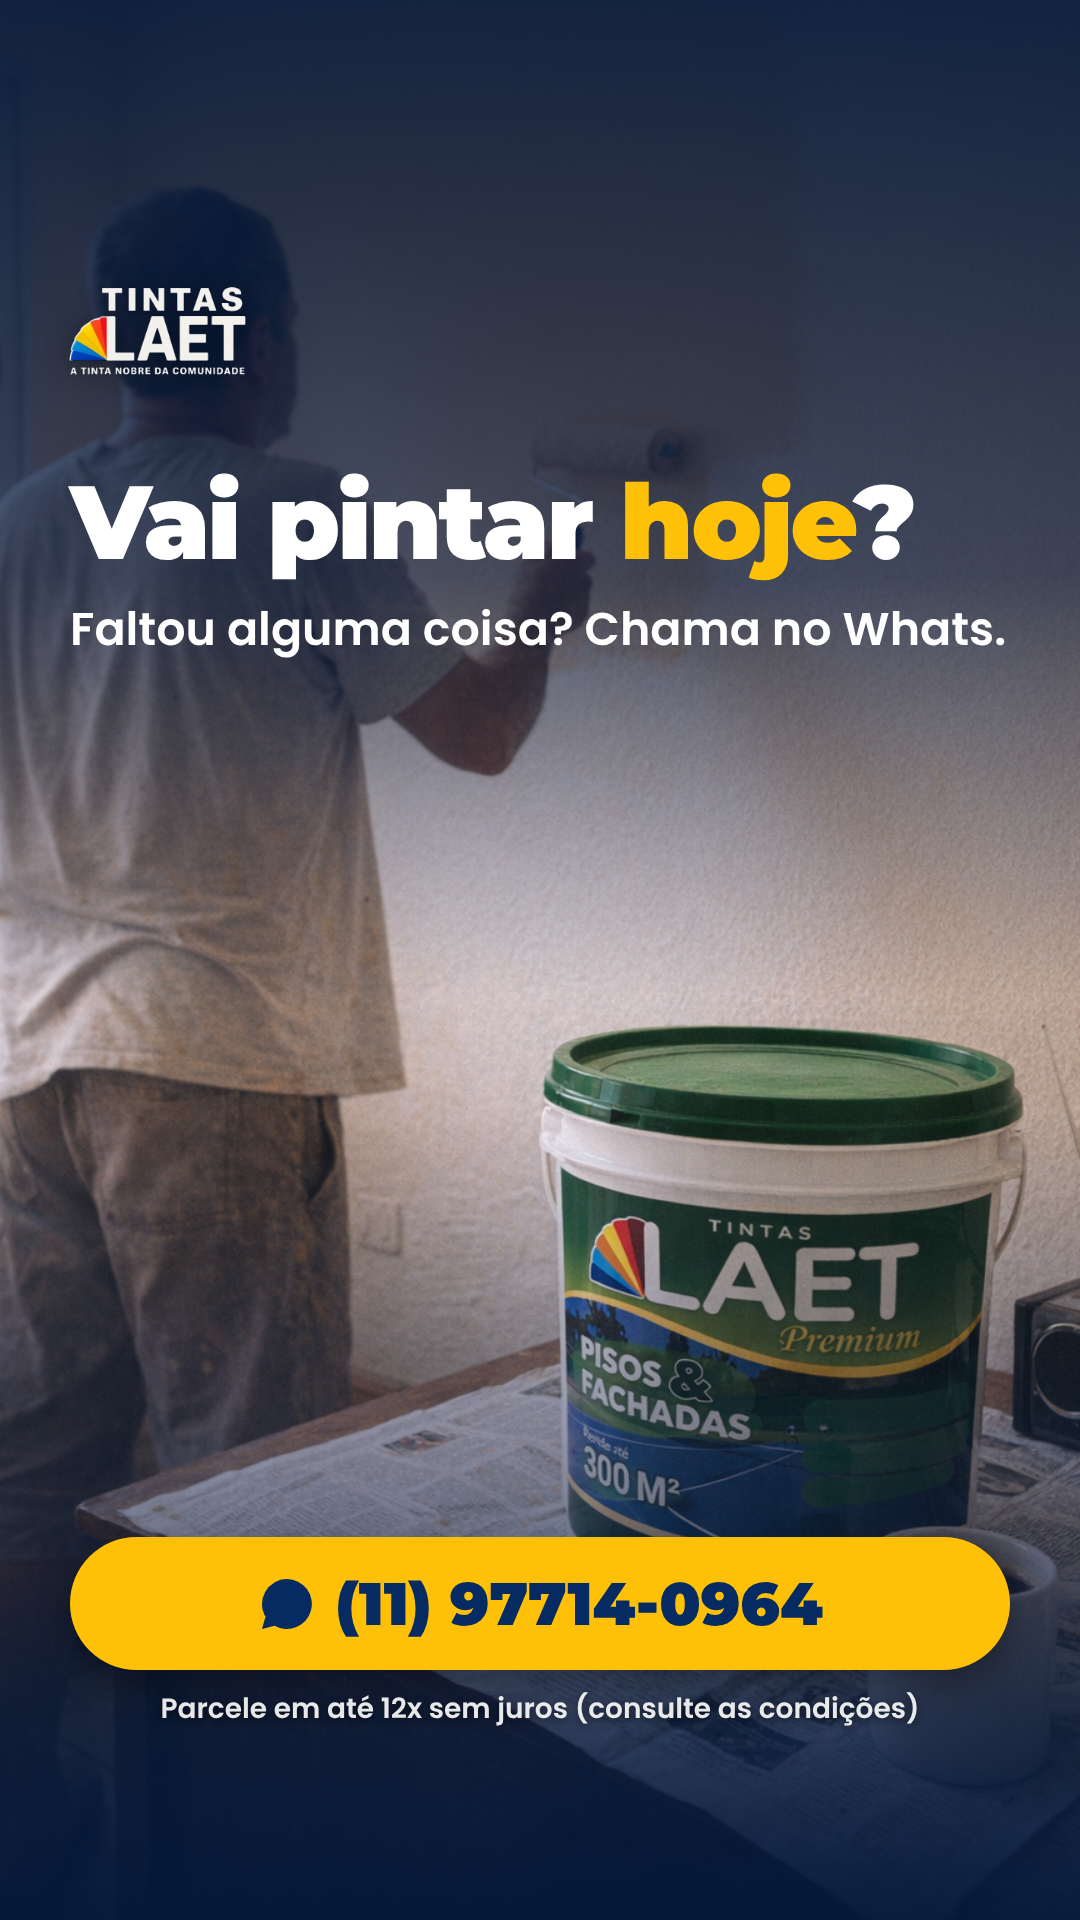 TINTAS
LAET
A TINTA NOBRE DA COMUNIDADE
Vai pintar hoje?
Faltou alguma coisa? Chama no Whats.
TINTAS
LAET
Premium
PISOS &
FACHADAS
300 M²
(11) 97714-0964
Parcele em até 12x sem juros (consulte as condições)